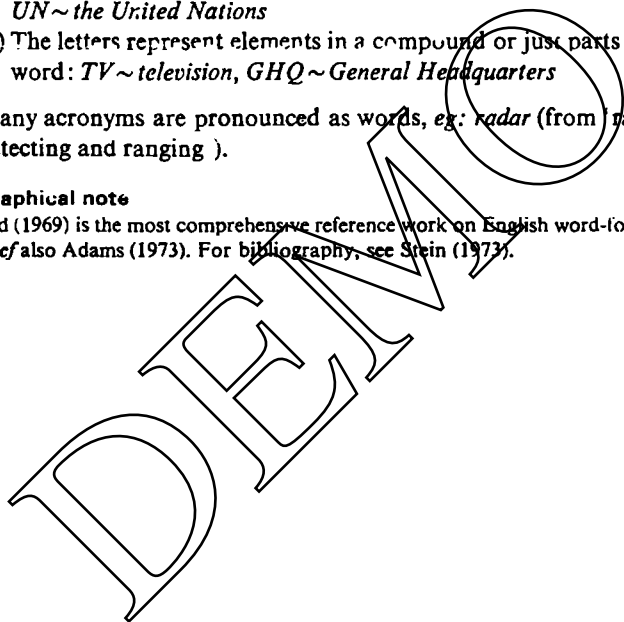 UN ~ the United Nations
) The letters represent elements in a compound or just parts
word: TV ~ television, GHQ ~ General Headquarters
any acronyms are pronounced as words, eg: radar (from 'ra
tecting and ranging ).
aphical note
d (1969) is the most comprehensive reference work on English word-fo
ef also Adams (1973). For bibliography, see Stein (1973).
DEMO